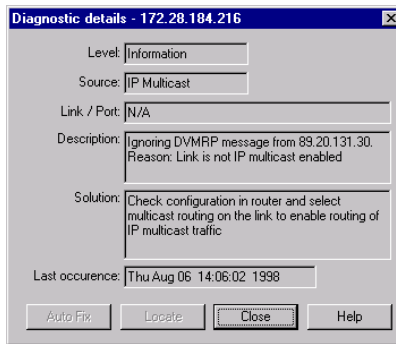 Diagnostic details - 172.28.184.216
Level: Information
Source: IP Multicast
Link / Port: N/A
Description: Ignoring DVMRP message from 89.20.131.30.
Reason: Link is not IP multicast enabled
Solution: Check configuration in router and select
multicast routing on the link to enable routing of
IP multicast traffic
Last occurence: Thu Aug 06 14:06:02 1998
Auto Fix Locate Close Help